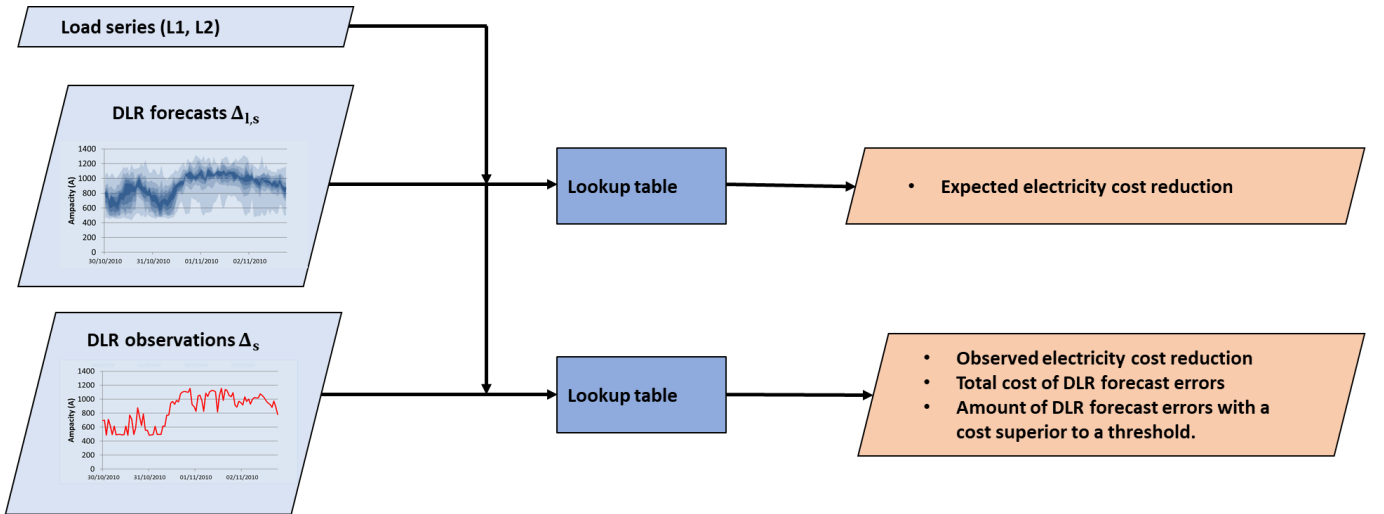 Load series (L1, L2)
DLR forecasts Δl,s
Ampacity (A)
1400
1200
1000
800
600
400
200
0
30/10/2010 31/10/2010 01/11/2010 02/11/2010
Lookup table
• Expected electricity cost reduction
DLR observations Δs
Ampacity (A)
1400
1200
1000
800
600
400
200
0
30/10/2010 31/10/2010 01/11/2010 02/11/2010
Lookup table
• Observed electricity cost reduction
• Total cost of DLR forecast errors
• Amount of DLR forecast errors with a
cost superior to a threshold.